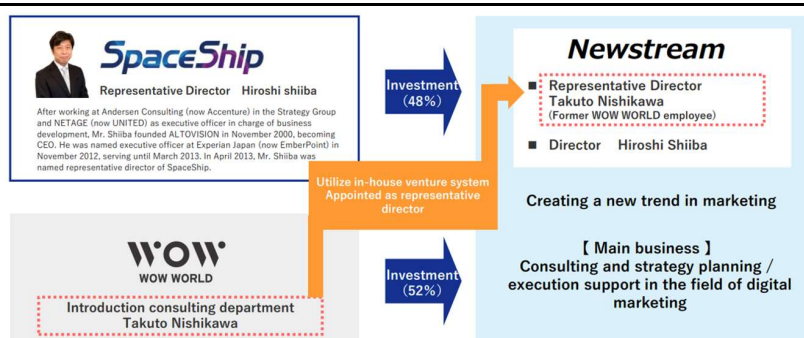 SpaceShip
Representative Director Hiroshi shiiba
After working at Andersen Consulting (now Accenture) in the Strategy Group
and NETAGE (now UNITED) as executive officer in charge of business
development, Mr. Shiiba founded ALTOVISION in November 2000, becoming
CEO. He was named executive officer at Experian Japan (now EmberPoint) in
November 2012, serving until March 2013. In April 2013, Mr. Shiiba was
named representative director of SpaceShip.
Investment
(48%)
Newstream
■ Representative Director
Takuto Nishikawa
(Former WOW WORLD employee)
■ Director Hiroshi Shiiba
Utilize in-house venture system
Appointed as representative
director
Creating a new trend in marketing
WOW
WOW WORLD
Introduction consulting department
Takuto Nishikawa
Investment
(52%)
【 Main business 】
Consulting and strategy planning /
execution support in the field of digital
marketing